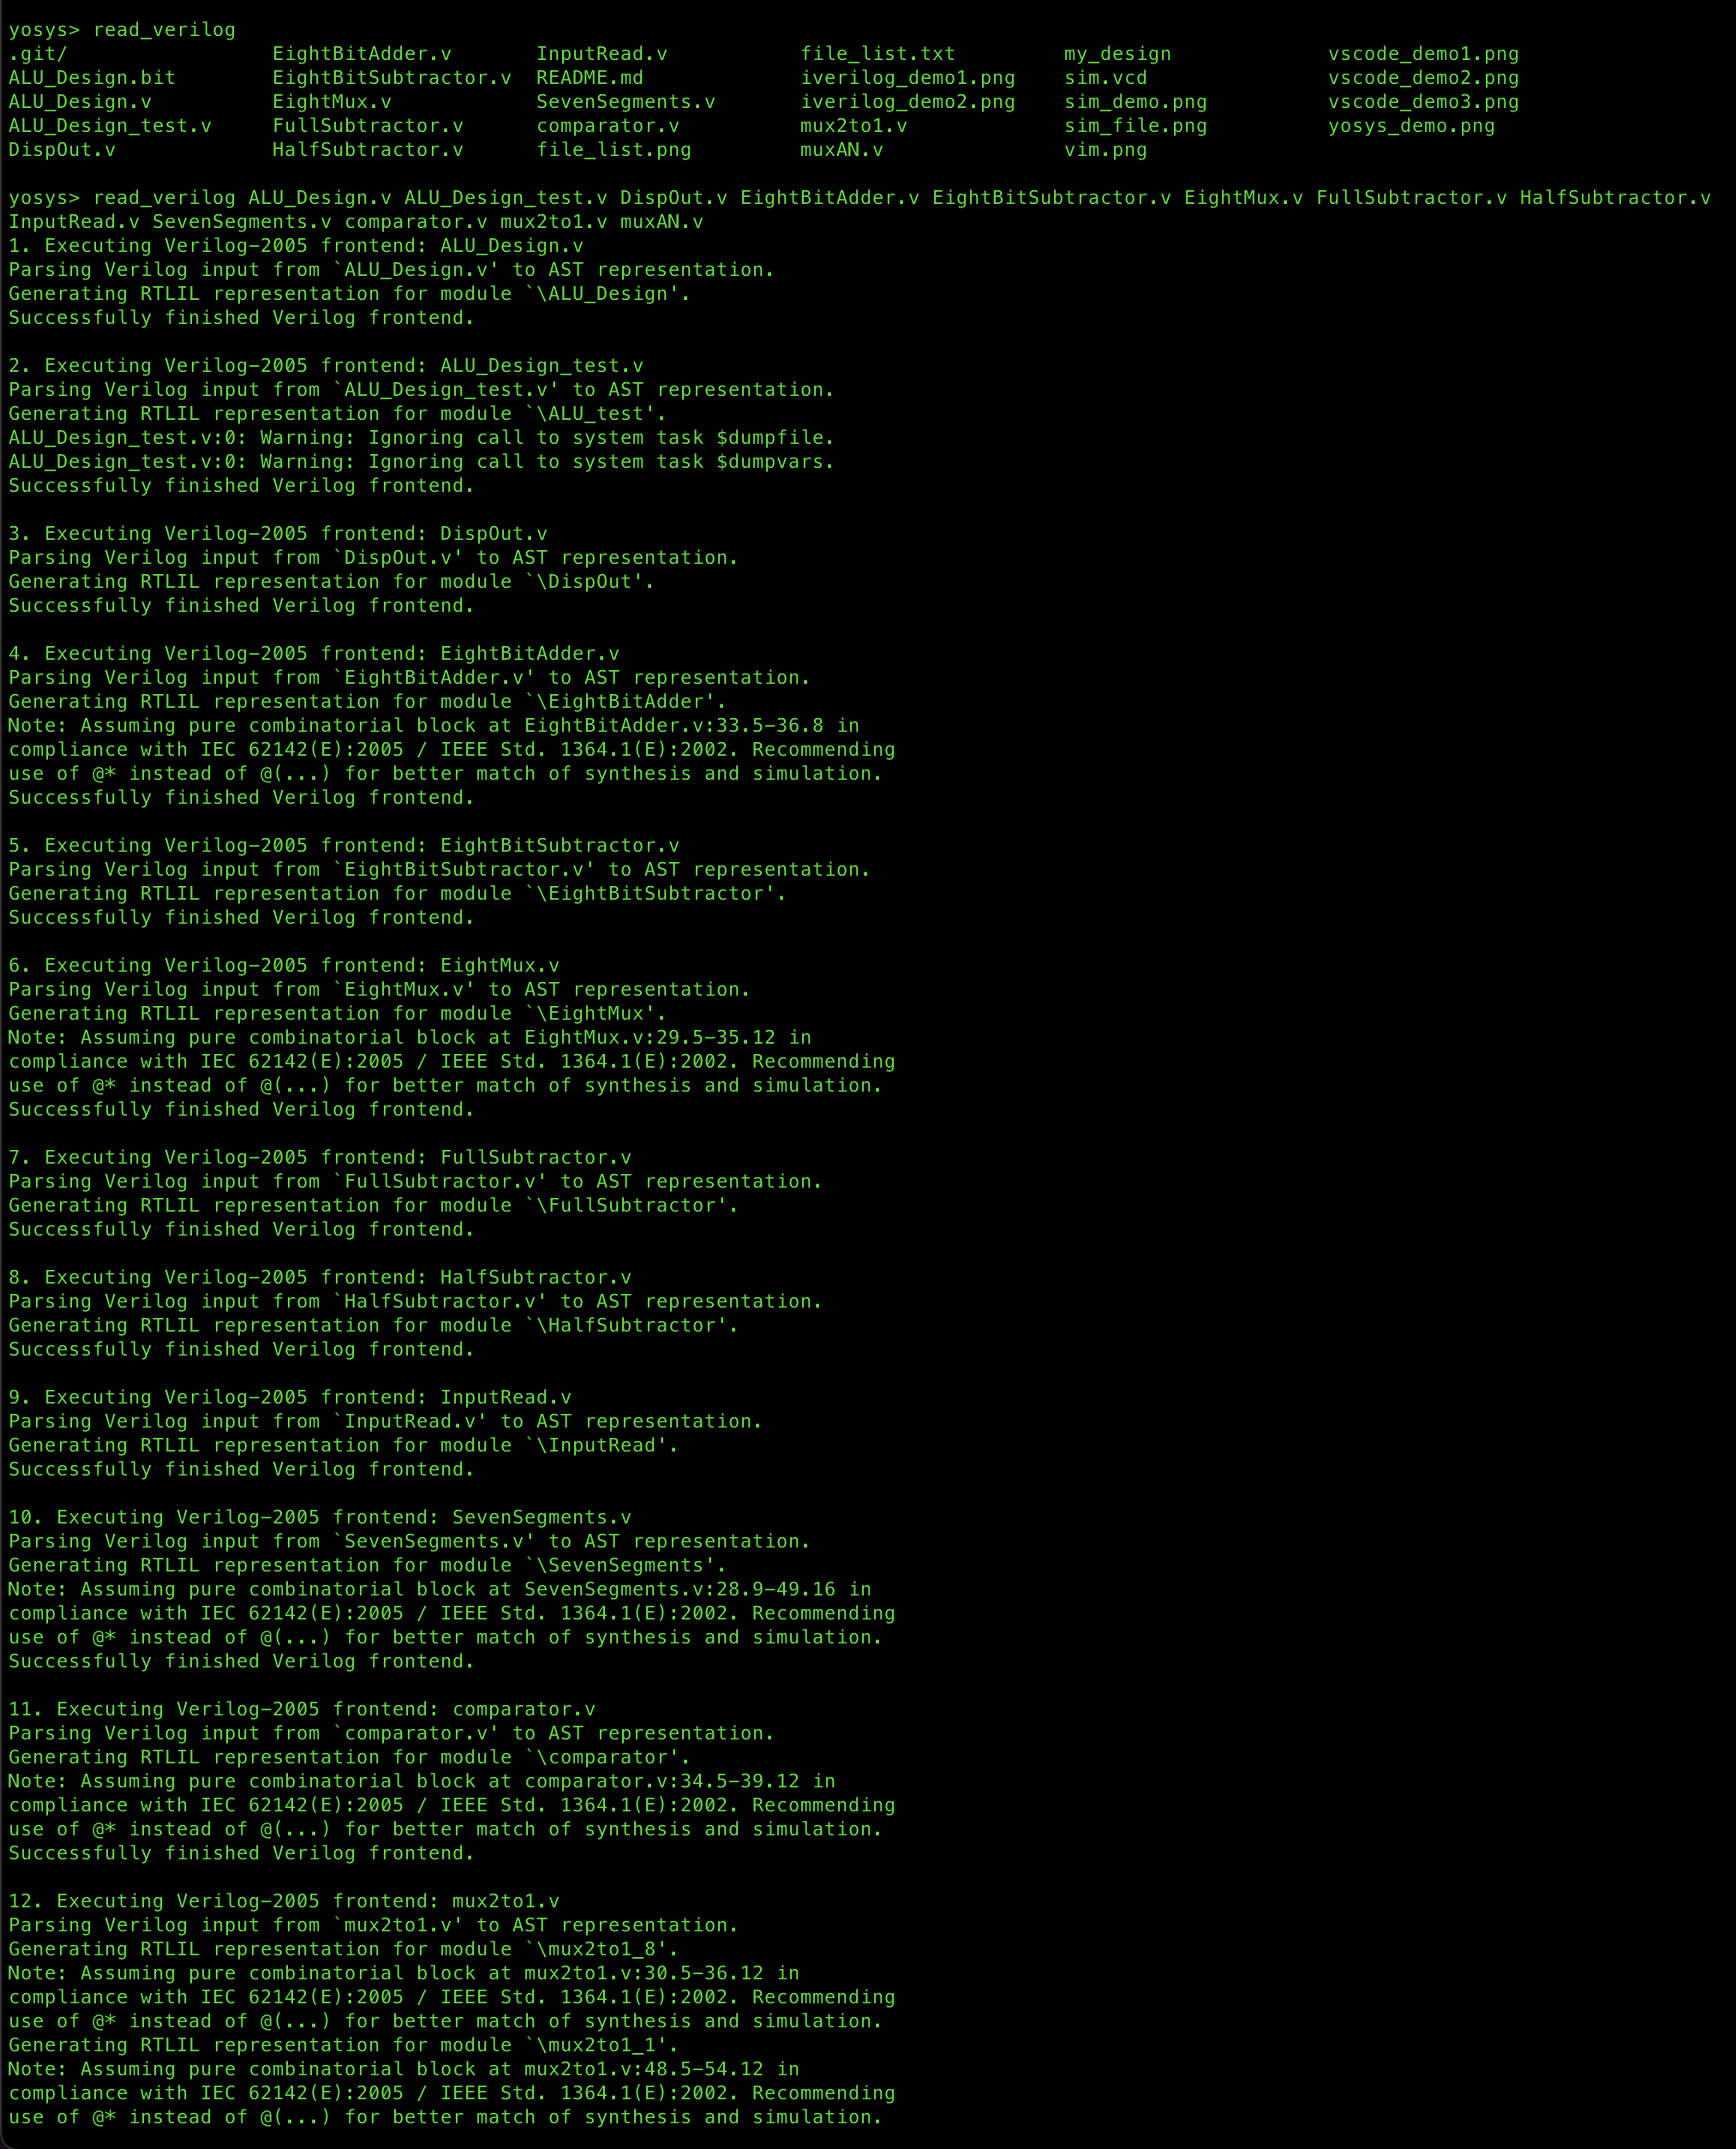 yosys> read_verilog
.git/                 EightBitAdder.v       InputRead.v           file_list.txt         my_design             vscode_demo1.png
ALU_Design.bit        EightBitSubtractor.v  README.md             iverilog_demo1.png    sim.vcd               vscode_demo2.png
ALU_Design.v          EightMux.v            SevenSegments.v       iverilog_demo2.png    sim_demo.png          vscode_demo3.png
ALU_Design_test.v     FullSubtractor.v      comparator.v          mux2to1.v             sim_file.png          yosys_demo.png
DispOut.v             HalfSubtractor.v      file_list.png         muxAN.v               vim.png
yosys> read_verilog ALU_Design.v ALU_Design_test.v DispOut.v EightBitAdder.v EightBitSubtractor.v EightMux.v FullSubtractor.v HalfSubtractor.v
InputRead.v SevenSegments.v comparator.v mux2to1.v muxAN.v
1. Executing Verilog-2005 frontend: ALU_Design.v
Parsing Verilog input from `ALU_Design.v' to AST representation.
Generating RTLIL representation for module `\ALU_Design'.
Successfully finished Verilog frontend.
2. Executing Verilog-2005 frontend: ALU_Design_test.v
Parsing Verilog input from `ALU_Design_test.v' to AST representation.
Generating RTLIL representation for module `\ALU_test'.
ALU_Design_test.v:0: Warning: Ignoring call to system task $dumpfile.
ALU_Design_test.v:0: Warning: Ignoring call to system task $dumpvars.
Successfully finished Verilog frontend.
3. Executing Verilog-2005 frontend: DispOut.v
Parsing Verilog input from `DispOut.v' to AST representation.
Generating RTLIL representation for module `\DispOut'.
Successfully finished Verilog frontend.
4. Executing Verilog-2005 frontend: EightBitAdder.v
Parsing Verilog input from `EightBitAdder.v' to AST representation.
Generating RTLIL representation for module `\EightBitAdder'.
Note: Assuming pure combinatorial block at EightBitAdder.v:33.5-36.8 in
compliance with IEC 62142(E):2005 / IEEE Std. 1364.1(E):2002. Recommending
use of @* instead of @(...) for better match of synthesis and simulation.
Successfully finished Verilog frontend.
5. Executing Verilog-2005 frontend: EightBitSubtractor.v
Parsing Verilog input from `EightBitSubtractor.v' to AST representation.
Generating RTLIL representation for module `\EightBitSubtractor'.
Successfully finished Verilog frontend.
6. Executing Verilog-2005 frontend: EightMux.v
Parsing Verilog input from `EightMux.v' to AST representation.
Generating RTLIL representation for module `\EightMux'.
Note: Assuming pure combinatorial block at EightMux.v:29.5-35.12 in
compliance with IEC 62142(E):2005 / IEEE Std. 1364.1(E):2002. Recommending
use of @* instead of @(...) for better match of synthesis and simulation.
Successfully finished Verilog frontend.
7. Executing Verilog-2005 frontend: FullSubtractor.v
Parsing Verilog input from `FullSubtractor.v' to AST representation.
Generating RTLIL representation for module `\FullSubtractor'.
Successfully finished Verilog frontend.
8. Executing Verilog-2005 frontend: HalfSubtractor.v
Parsing Verilog input from `HalfSubtractor.v' to AST representation.
Generating RTLIL representation for module `\HalfSubtractor'.
Successfully finished Verilog frontend.
9. Executing Verilog-2005 frontend: InputRead.v
Parsing Verilog input from `InputRead.v' to AST representation.
Generating RTLIL representation for module `\InputRead'.
Successfully finished Verilog frontend.
10. Executing Verilog-2005 frontend: SevenSegments.v
Parsing Verilog input from `SevenSegments.v' to AST representation.
Generating RTLIL representation for module `\SevenSegments'.
Note: Assuming pure combinatorial block at SevenSegments.v:28.9-49.16 in
compliance with IEC 62142(E):2005 / IEEE Std. 1364.1(E):2002. Recommending
use of @* instead of @(...) for better match of synthesis and simulation.
Successfully finished Verilog frontend.
11. Executing Verilog-2005 frontend: comparator.v
Parsing Verilog input from `comparator.v' to AST representation.
Generating RTLIL representation for module `\comparator'.
Note: Assuming pure combinatorial block at comparator.v:34.5-39.12 in
compliance with IEC 62142(E):2005 / IEEE Std. 1364.1(E):2002. Recommending
use of @* instead of @(...) for better match of synthesis and simulation.
Successfully finished Verilog frontend.
12. Executing Verilog-2005 frontend: mux2to1.v
Parsing Verilog input from `mux2to1.v' to AST representation.
Generating RTLIL representation for module `\mux2to1_8'.
Note: Assuming pure combinatorial block at mux2to1.v:30.5-36.12 in
compliance with IEC 62142(E):2005 / IEEE Std. 1364.1(E):2002. Recommending
use of @* instead of @(...) for better match of synthesis and simulation.
Generating RTLIL representation for module `\mux2to1_1'.
Note: Assuming pure combinatorial block at mux2to1.v:48.5-54.12 in
compliance with IEC 62142(E):2005 / IEEE Std. 1364.1(E):2002. Recommending
use of @* instead of @(...) for better match of synthesis and simulation.